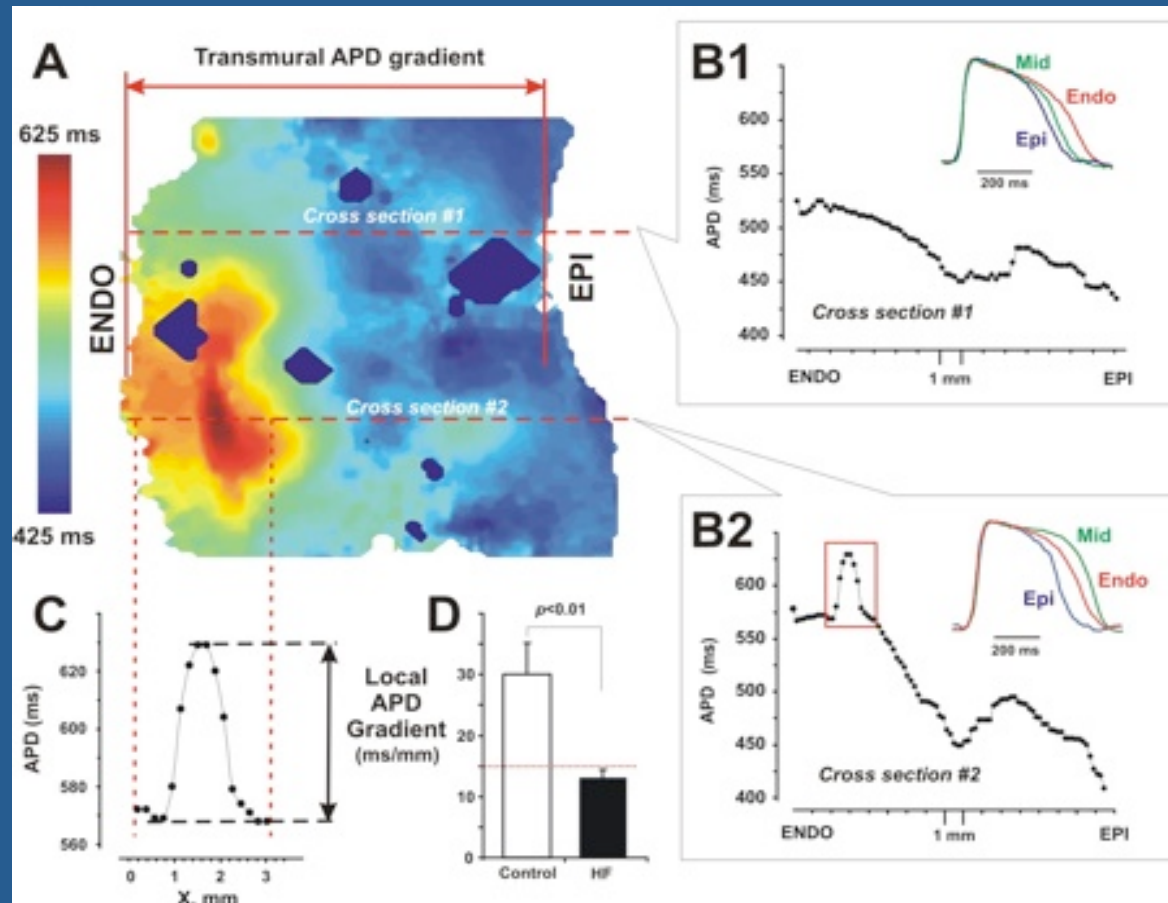 A
Transmural APD gradient
625 ms
425 ms
ENDO
EPI
Cross section #1
Cross section #2
B1
APD (ms)
600
550
500
450
400
Mid
Endo
Epi
200 ms
Cross section #1
ENDO
1 mm
EPI
B2
APD (ms)
600
550
500
450
400
Mid
Endo
Epi
200 ms
Cross section #2
ENDO
1 mm
EPI
C
APD (ms)
620
600
580
560
0 1 2 3
X, mm
Local
APD
Gradient
(ms/mm)
D
p<0.01
30
20
10
0
Control
HF